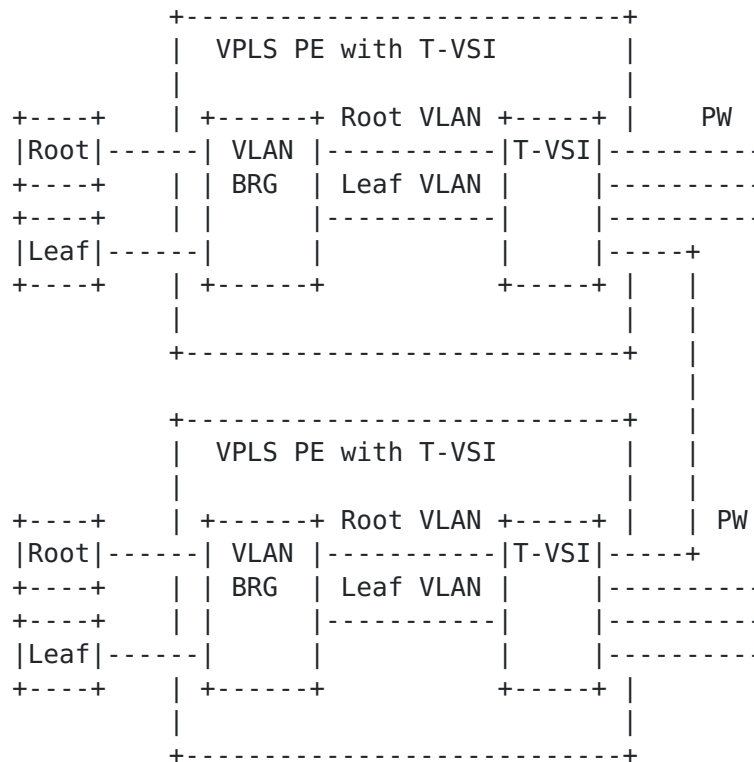 VPLS PE with T-VSI
Root VLAN PW
Root VLAN T-VSI
BRG Leaf VLAN
Leaf
VPLS PE with T-VSI
Root VLAN PW
Root VLAN T-VSI
BRG Leaf VLAN
Leaf